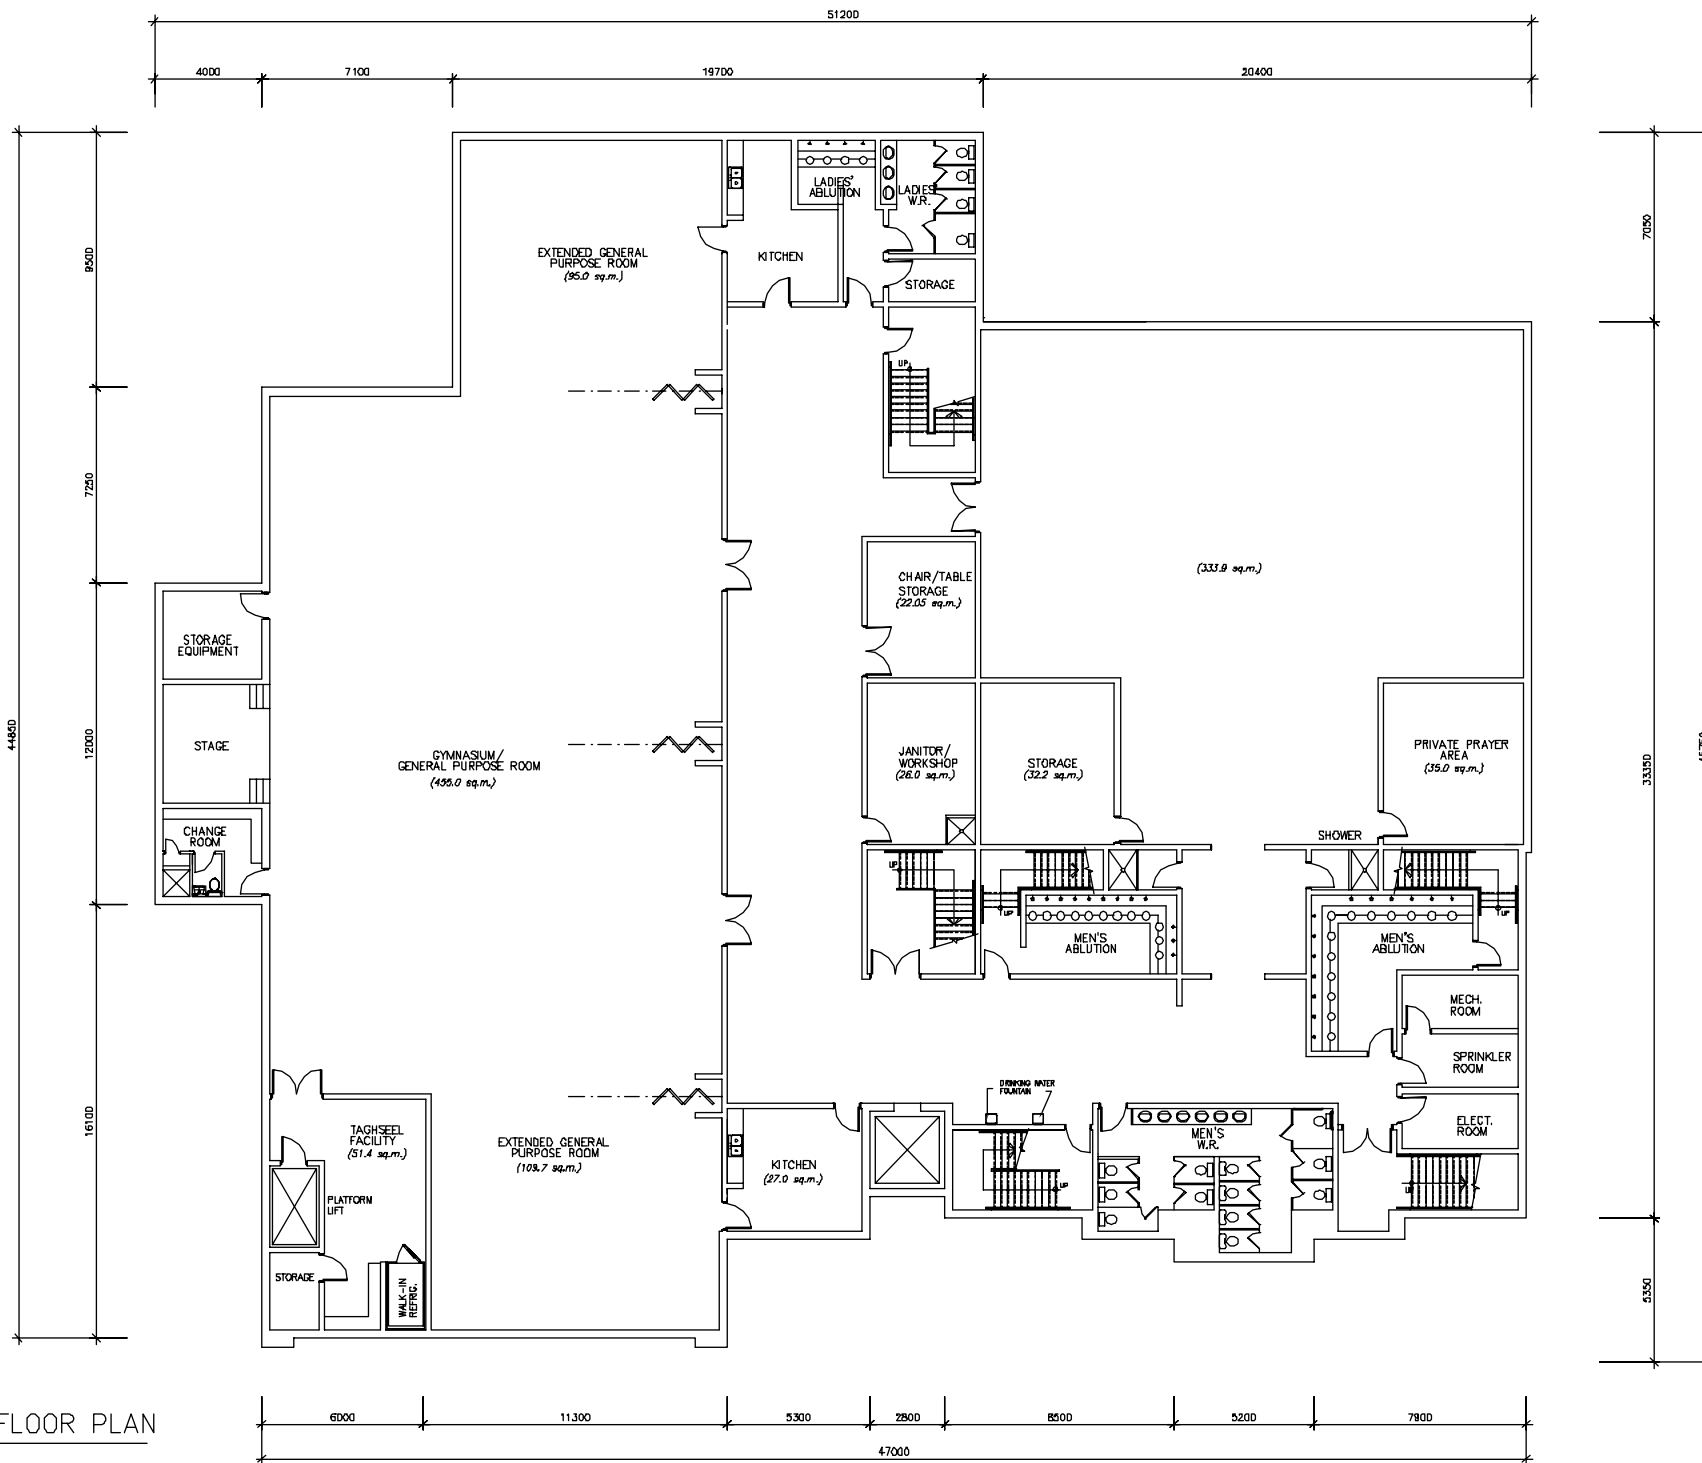 51200
4000
7100
19700
20400
44850
9500
7250
12000
16100
7050
33350
5350
LADIES'
ABLUTION
LADIES'
W.R.
EXTENDED GENERAL
PURPOSE ROOM
(95.0 sq.m.)
KITCHEN
STORAGE
UP
(333.9 sq.m.)
CHAIR/TABLE
STORAGE
(22.05 sq.m.)
STORAGE
EQUIPMENT
STAGE
GYMNASIUM/
GENERAL PURPOSE ROOM
(455.0 sq.m.)
JANITOR/
WORKSHOP
(26.0 sq.m.)
STORAGE
(32.2 sq.m.)
PRIVATE PRAYER
AREA
(35.0 sq.m.)
CHANGE
ROOM
SHOWER
UP
UP
UP
MEN'S
ABLUTION
MEN'S
ABLUTION
MECH.
ROOM
SPRINKLER
ROOM
ELECT.
ROOM
DRINKING WATER
FOUNTAIN
TAGHSEEL
FACILITY
(51.4 sq.m.)
EXTENDED GENERAL
PURPOSE ROOM
(109.7 sq.m.)
KITCHEN
(27.0 sq.m.)
MEN'S
W.R.
UP
UP
PLATFORM
LIFT
STORAGE
WALK-IN
REFRIG.
FLOOR PLAN
6000
11300
5300
2800
8500
5200
7900
47000